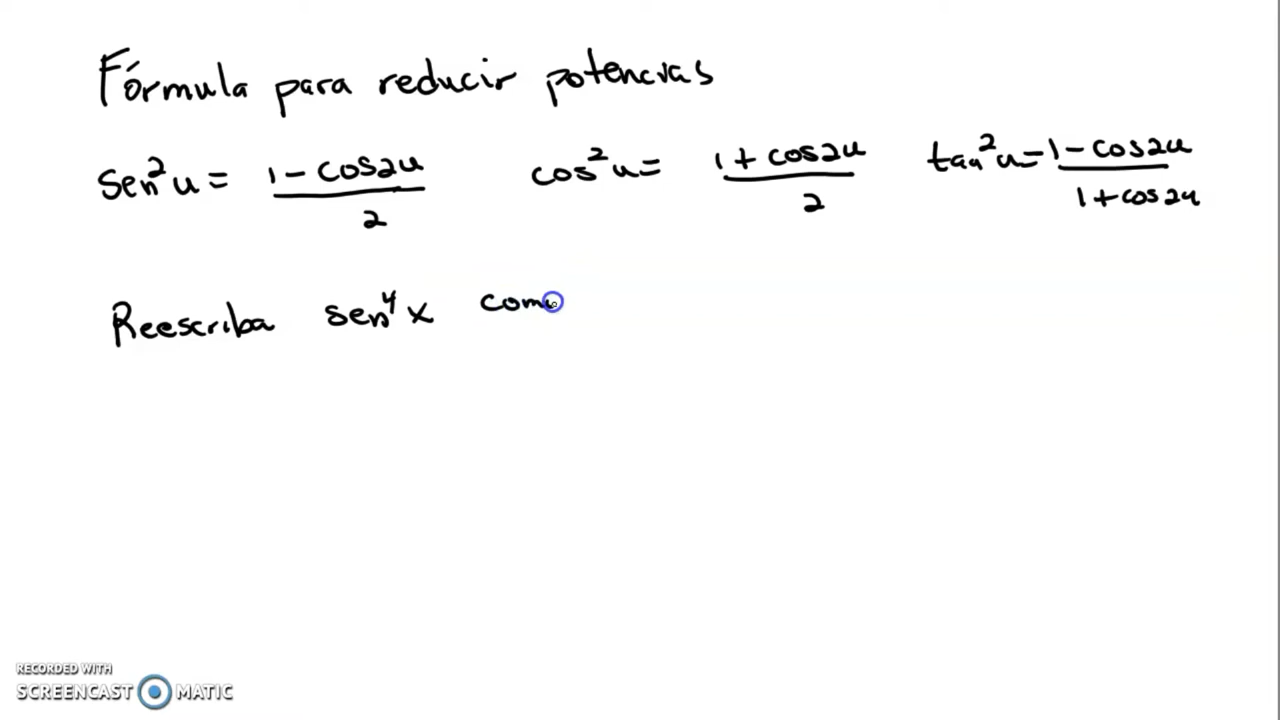 Fórmula para reducir potencias
sen²u = (1 - cos2u)/2 cos²u = (1 + cos2u)/2 tan²u = (1 - cos2u)/(1 + cos2u)
Reescriba sen⁴x com
RECORDED WITH
SCREENCAST MATIC